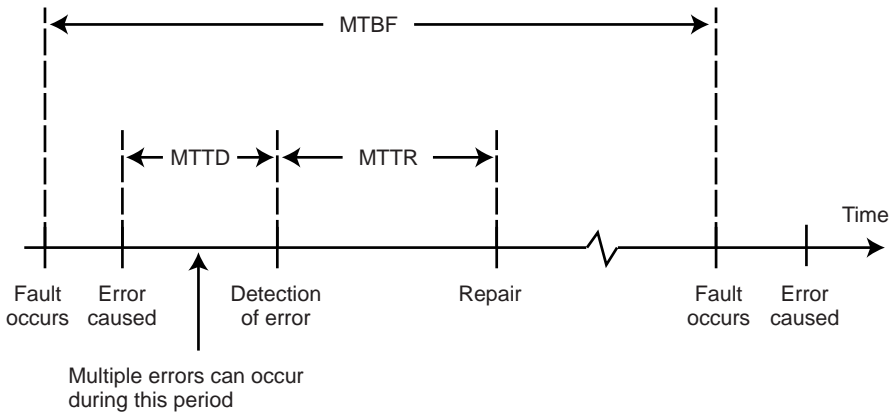 MTBF
MTTD
MTTR
Time
Fault
occurs
Error
caused
Detection
of error
Repair
Fault
occurs
Error
caused
Multiple errors can occur
during this period